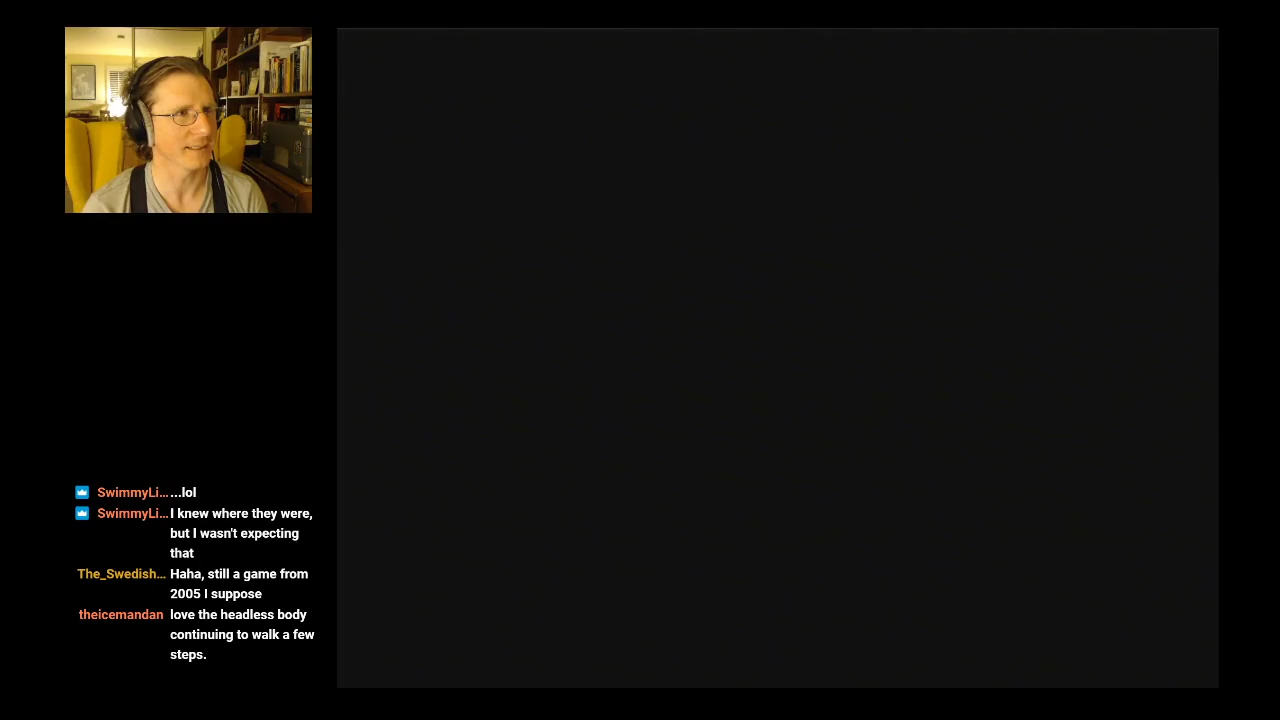 SwimmyLi... ...lol
SwimmyLi... I knew where they were,
but I wasn't expecting
that
The_Swedish... Haha, still a game from
2005 I suppose
theicemandan love the headless body
continuing to walk a few
steps.